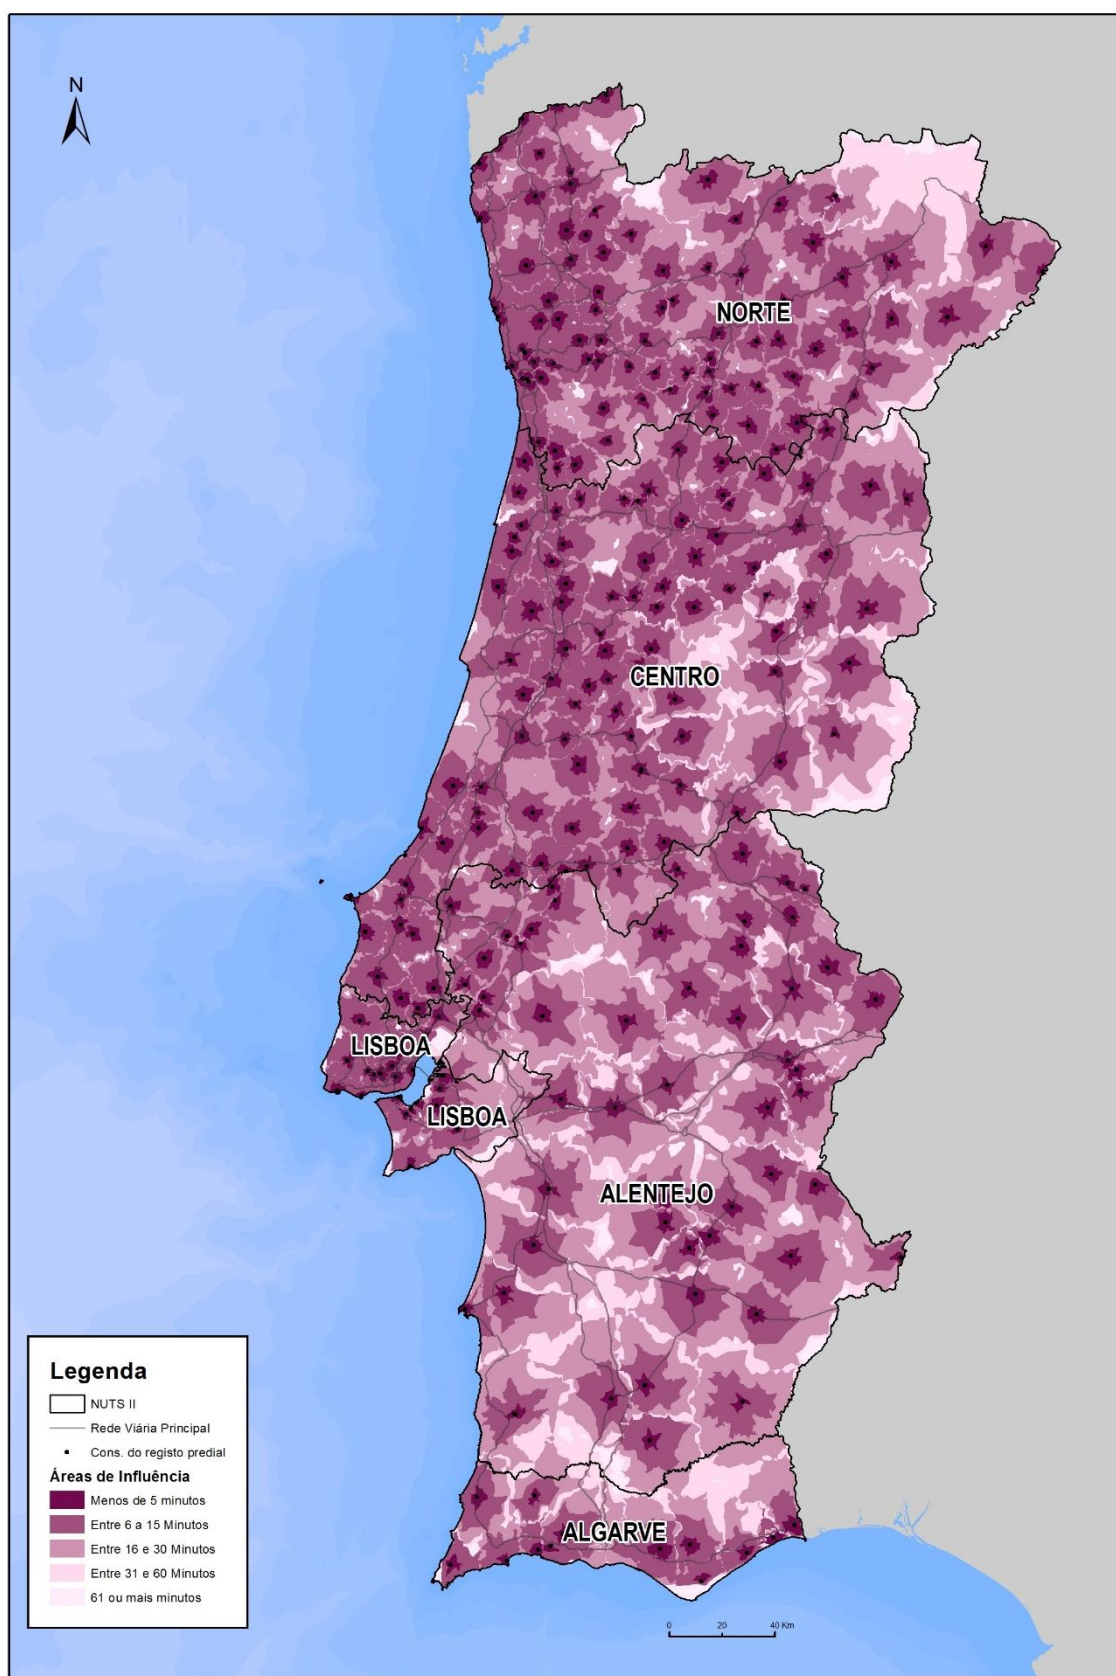 N
NORTE
CENTRO
LISBOA
LISBOA
ALENTEJO
ALGARVE
Legenda
NUTS II
Rede Viária Principal
Cons. do registo predial
Áreas de Influência
Menos de 5 minutos
Entre 6 a 15 Minutos
Entre 16 e 30 Minutos
Entre 31 e 60 Minutos
61 ou mais minutos
0 20 40 Km